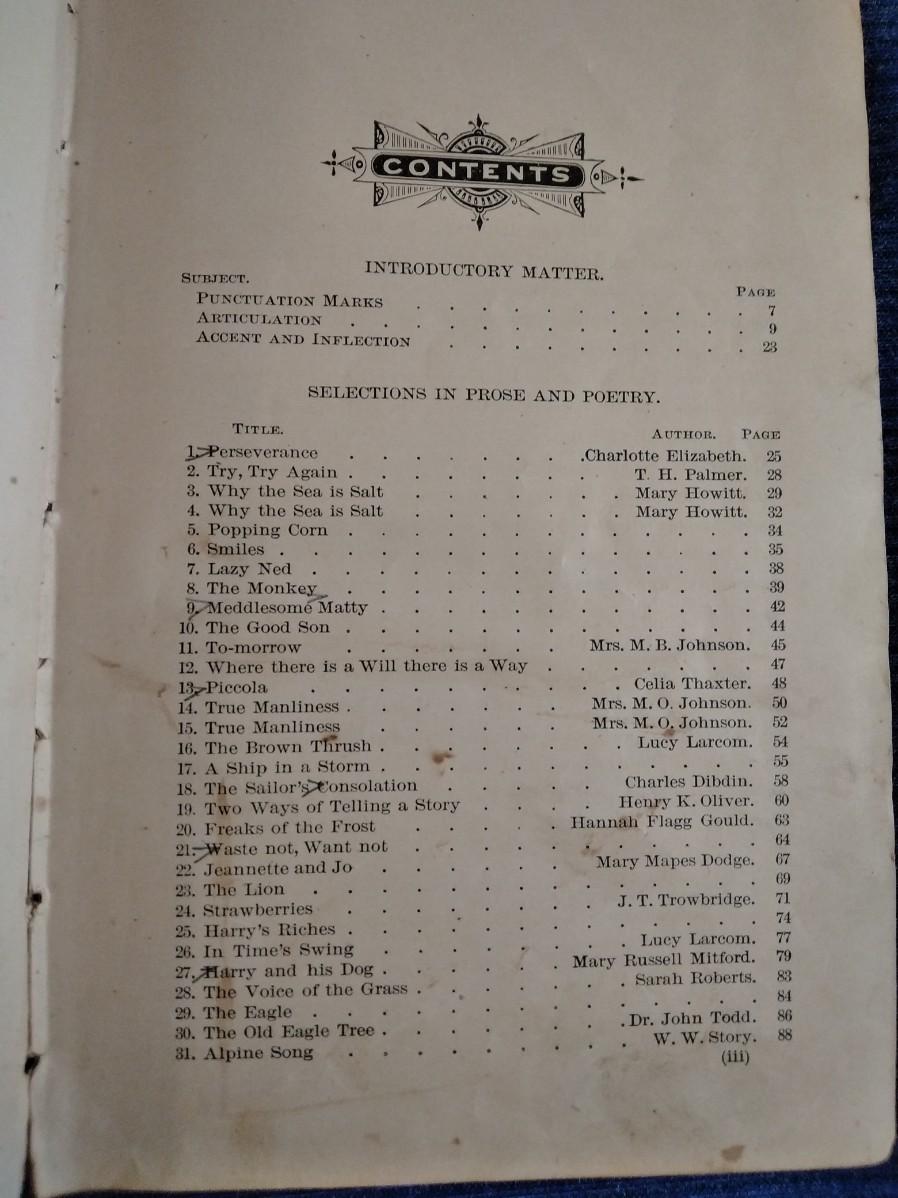 CONTENTS
INTRODUCTORY MATTER.
SUBJECT. PAGE
PUNCTUATION MARKS . . . . . . . . . . . 7
ARTICULATION . . . . . . . . . . . . . 9
ACCENT AND INFLECTION . . . . . . . . . . 23
SELECTIONS IN PROSE AND POETRY.
TITLE. AUTHOR. PAGE
1. Perseverance . . . . . . . .Charlotte Elizabeth. 25
2. Try, Try Again . . . . . . . . T. H. Palmer. 28
3. Why the Sea is Salt . . . . . . . Mary Howitt. 29
4. Why the Sea is Salt . . . . . . . Mary Howitt. 32
5. Popping Corn . . . . . . . . . . . . 34
6. Smiles . . . . . . . . . . . . . . 35
7. Lazy Ned . . . . . . . . . . . . . 38
8. The Monkey . . . . . . . . . . . . 39
9. Meddlesome Matty . . . . . . . . . . . 42
10. The Good Son . . . . . . . . . . . . 44
11. To-morrow . . . . . . . Mrs. M. B. Johnson. 45
12. Where there is a Will there is a Way . . . . . . 47
13. Piccola . . . . . . . . . . Celia Thaxter. 48
14. True Manliness . . . . . . . Mrs. M. O. Johnson. 50
15. True Manliness . . . . . . Mrs. M. O. Johnson. 52
16. The Brown Thrush . . . . . . . . Lucy Larcom. 54
17. A Ship in a Storm . . . . . . . . . . . 55
18. The Sailor's Consolation . . . . . Charles Dibdin. 58
19. Two Ways of Telling a Story . . . . Henry K. Oliver. 60
20. Freaks of the Frost . . . . . Hannah Flagg Gould. 63
21. Waste not, Want not . . . . . . . . . . 64
22. Jeannette and Jo . . . . . . Mary Mapes Dodge. 67
23. The Lion . . . . . . . . . . . . . 69
24. Strawberries . . . . . . . . J. T. Trowbridge. 71
25. Harry's Riches . . . . . . . . . . . . 74
26. In Time's Swing . . . . . . . . Lucy Larcom. 77
27. Harry and his Dog . . . . . . Mary Russell Mitford. 79
28. The Voice of the Grass . . . . . . . Sarah Roberts. 83
29. The Eagle . . . . . . . . . . . . . 84
30. The Old Eagle Tree . . . . . . . .Dr. John Todd. 86
31. Alpine Song . . . . . . . . . W. W. Story. 88
(iii)